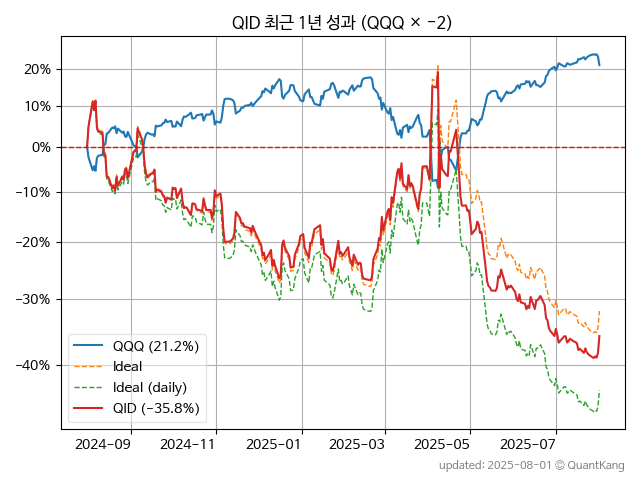 QID 최근 1년 성과 (QQQ × −2)
20%
10%
0%
−10%
−20%
−30%
−40%
QQQ (21.2%)
Ideal
Ideal (daily)
QID (−35.8%)
2024−09
2024−11
2025−01
2025−03
2025−05
2025−07
updated: 2025-08-01 © QuantKang